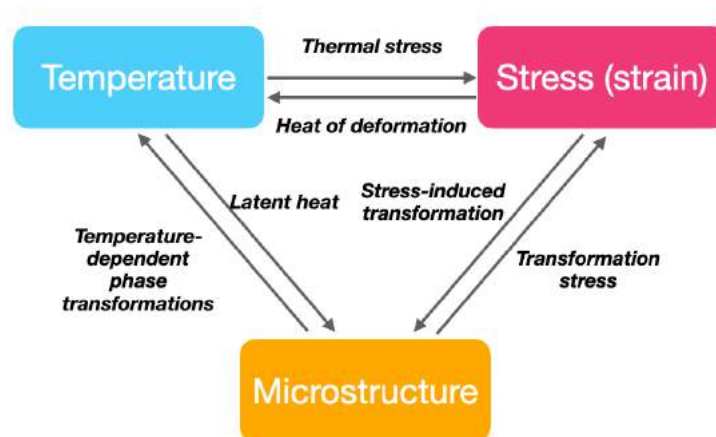 Thermal stress
Temperature
Stress (strain)
Heat of deformation
Latent heat
Stress-induced
transformation
Temperature-
dependent
phase
transformations
Transformation
stress
Microstructure